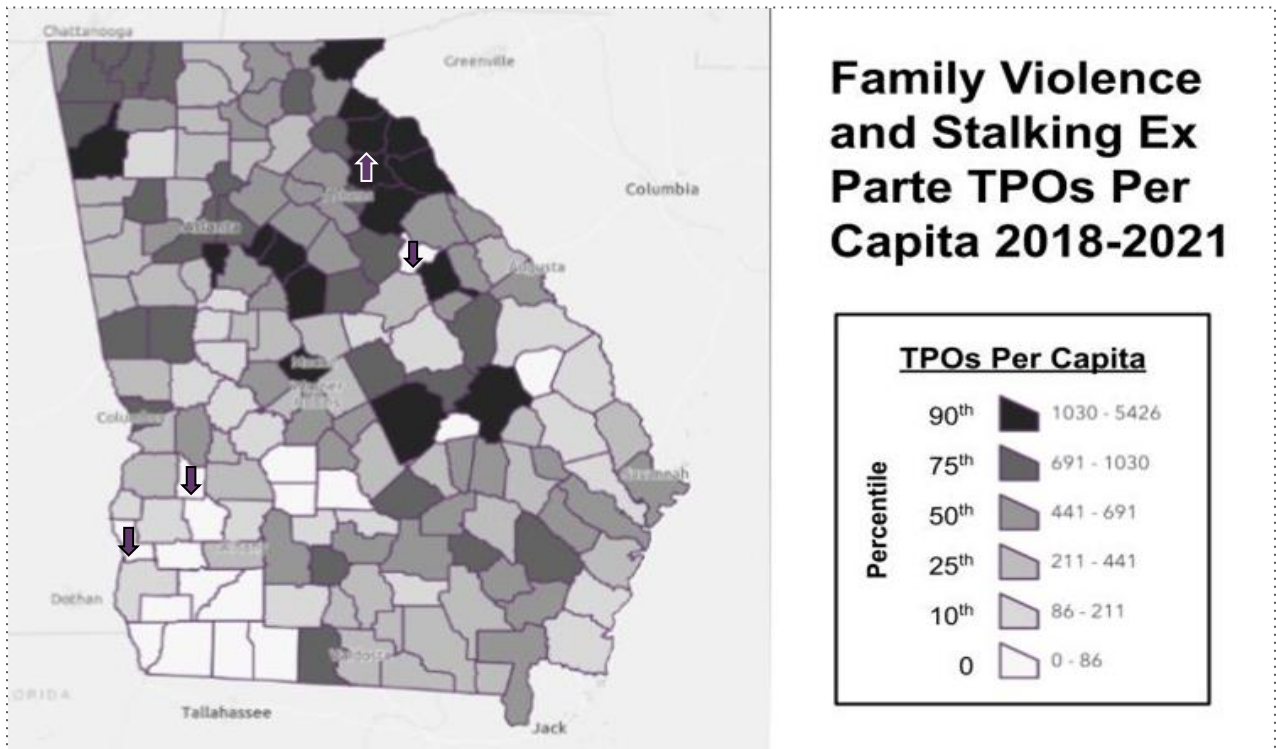 Chattanooga
Greenville
Family Violence
and Stalking Ex
Parte TPOs Per
Capita 2018-2021
Columbia
Atlanta
Augusta
TPOs Per Capita
90th 1030 - 5426
75th 691 - 1030
50th 441 - 691
25th 211 - 441
10th 86 - 211
0 0 - 86
Percentile
Savannah
Dothan
Valdosta
ORIDA
Tallahassee
Jack